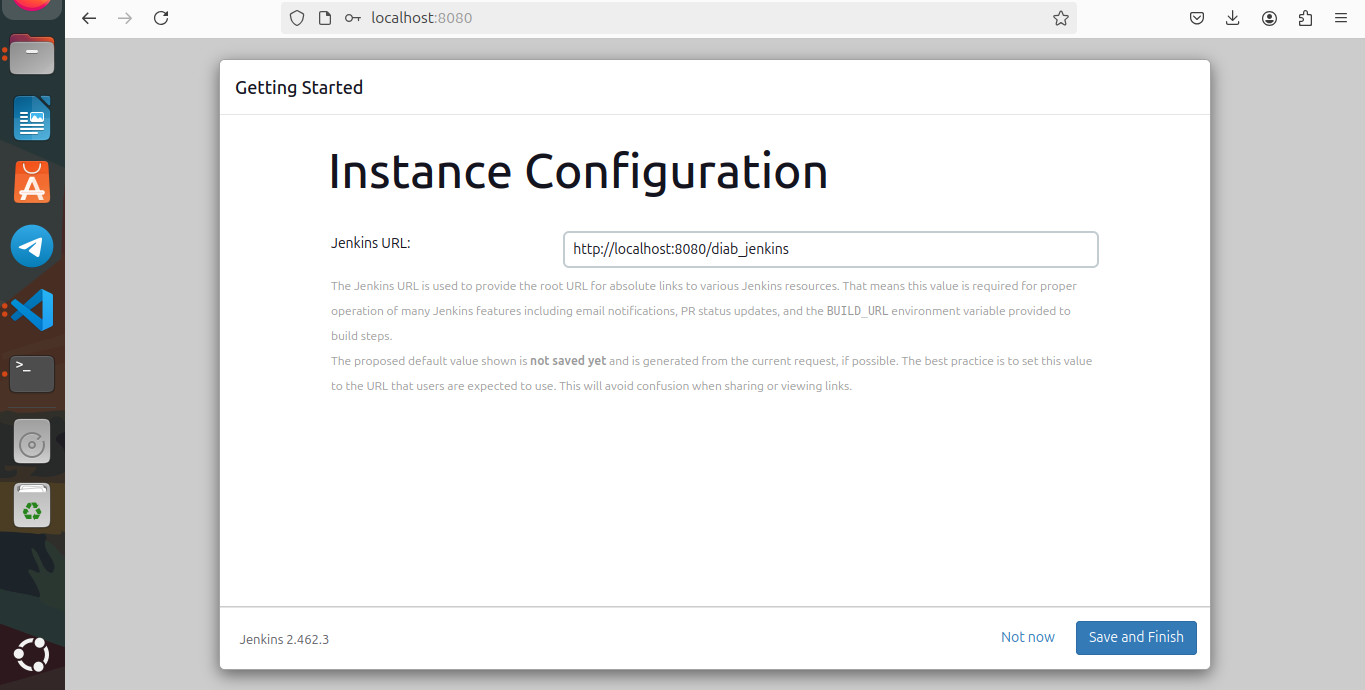 localhost:8080
Getting Started
Instance Configuration
Jenkins URL:
http://localhost:8080/diab_jenkins
The Jenkins URL is used to provide the root URL for absolute links to various Jenkins resources. That means this value is required for proper
operation of many Jenkins features including email notifications, PR status updates, and the BUILD_URL environment variable provided to
build steps.
The proposed default value shown is not saved yet and is generated from the current request, if possible. The best practice is to set this value
to the URL that users are expected to use. This will avoid confusion when sharing or viewing links.
Jenkins 2.462.3
Not now
Save and Finish